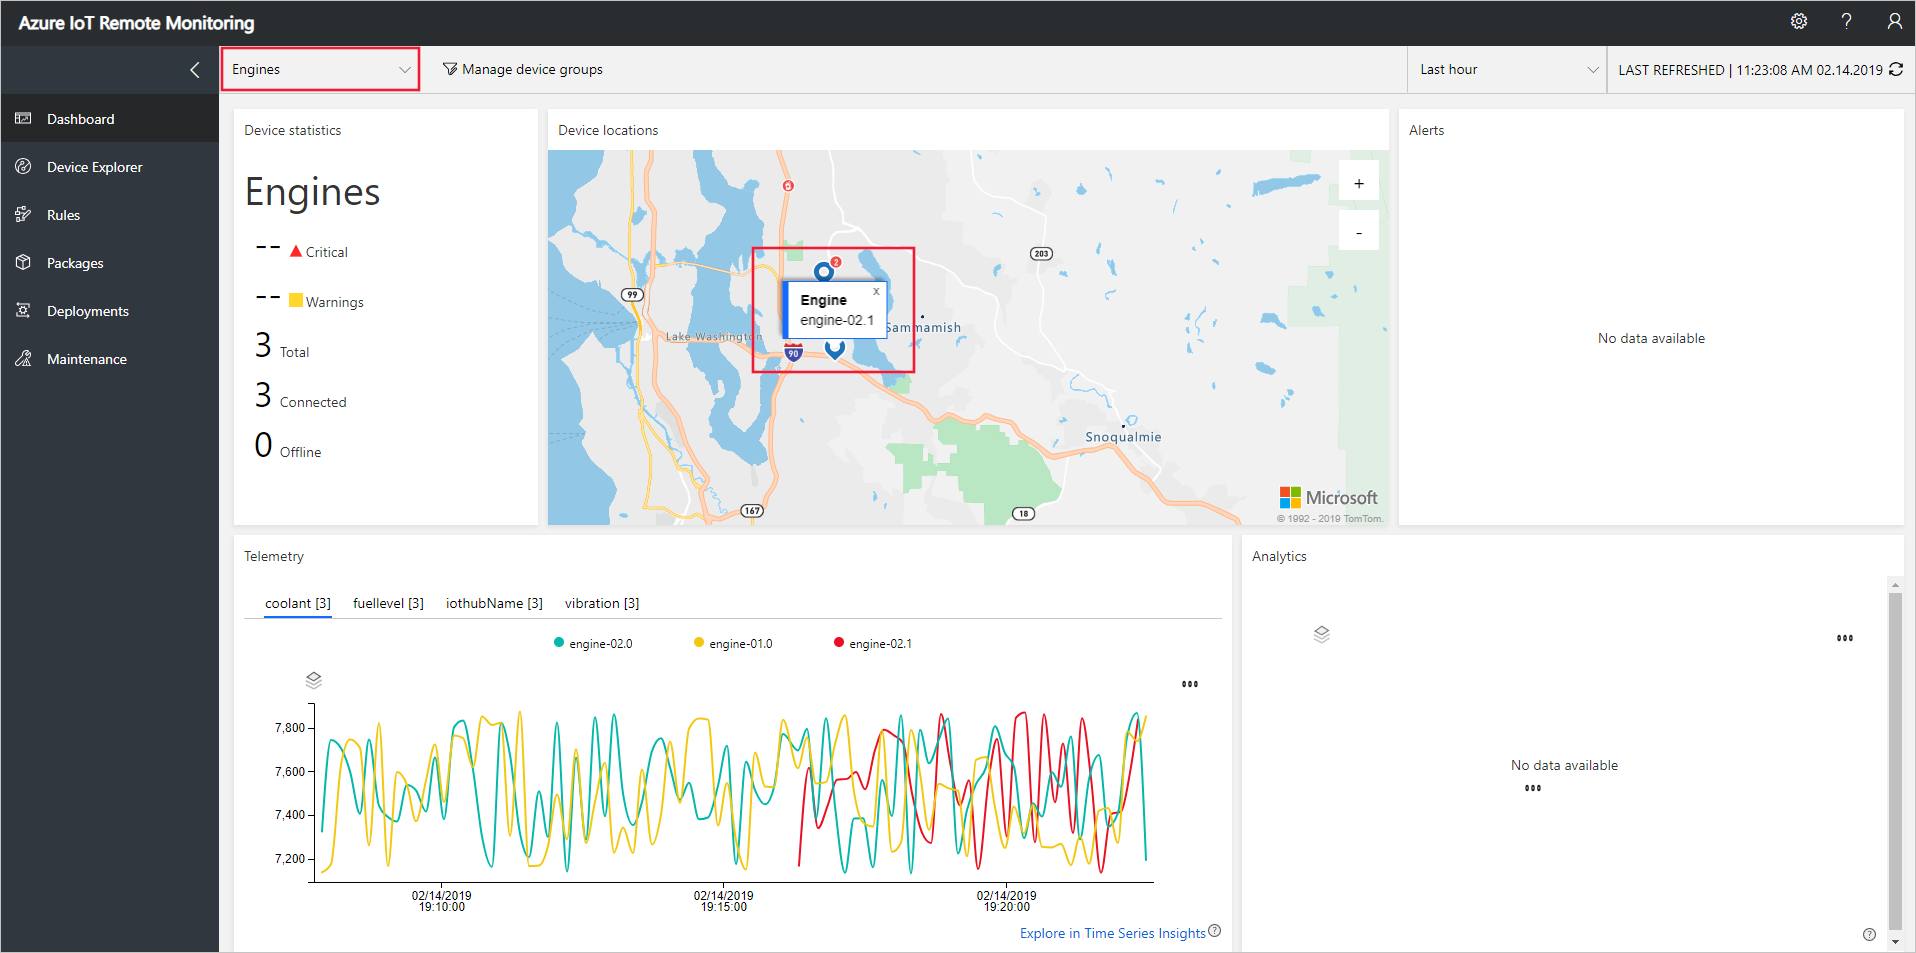 Azure IoT Remote Monitoring
?
Engines
Manage device groups
Last hour
LAST REFRESHED | 11:23:08 AM 02.14.2019
Dashboard
Device Explorer
Rules
Packages
Deployments
Maintenance
Device statistics
Engines
-- Critical
-- Warnings
3 Total
3 Connected
0 Offline
Device locations
+
-
203
99
2
Engine
x
engine-02.1
Sammamish
Lake Washington
90
Snoqualmie
167
18
Microsoft
© 1992 - 2019 TomTom.
Alerts
No data available
Telemetry
coolant [3]
fuellevel [3]
iothubName [3]
vibration [3]
engine-02.0
engine-01.0
engine-02.1
7,800
7,600
7,400
7,200
02/14/2019
19:10:00
02/14/2019
19:15:00
02/14/2019
19:20:00
Explore in Time Series Insights ?
Analytics
No data available
?